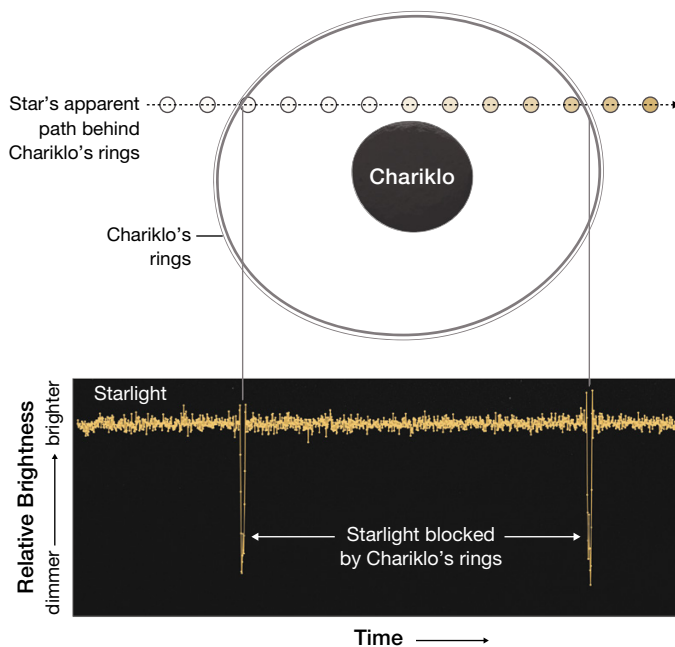 Star's apparent
path behind
Chariklo's rings
Chariklo
Chariklo's
rings
Starlight
Relative Brightness
dimmer
brighter
Starlight blocked
by Chariklo's rings
Time